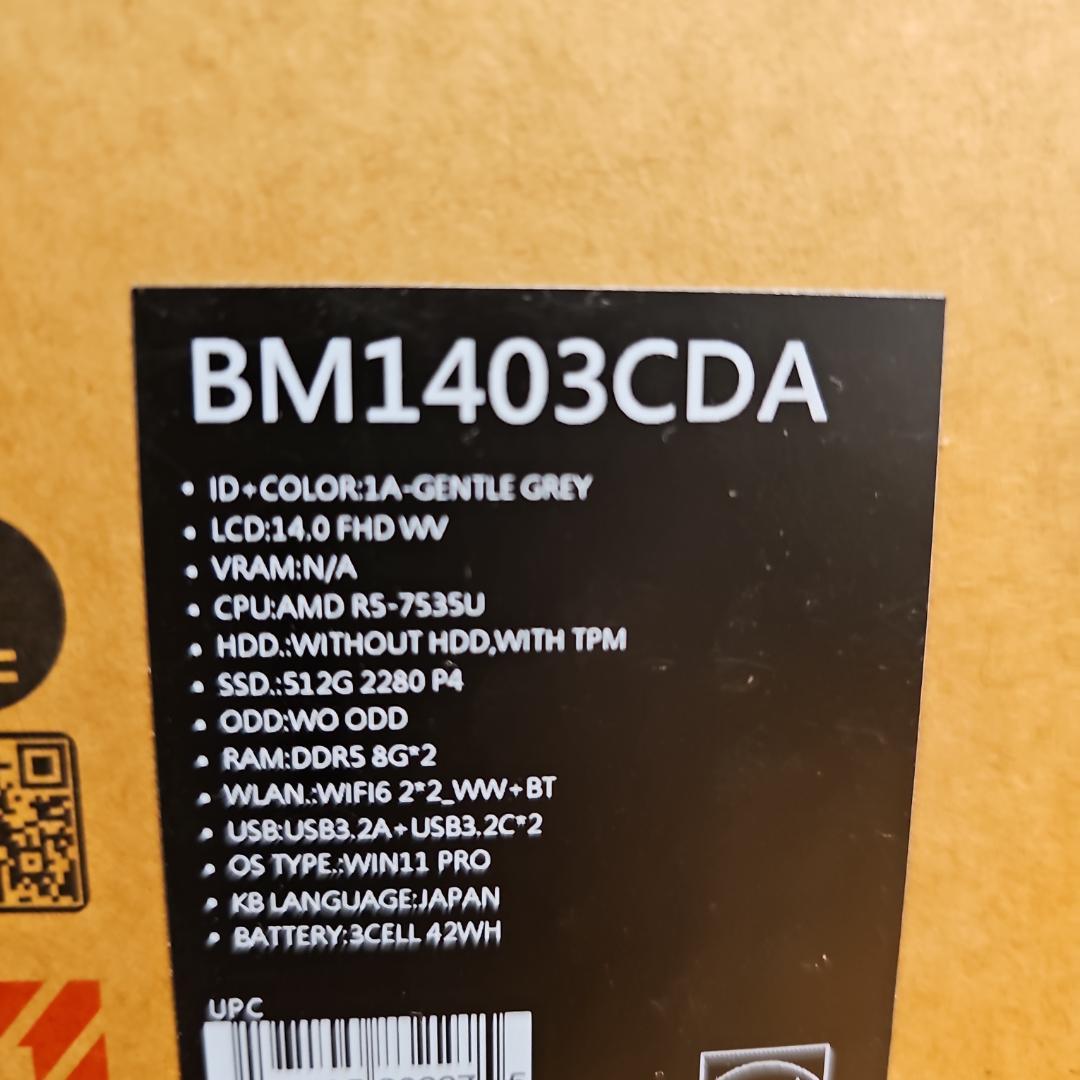 BM1403CDA
• ID+COLOR:1A-GENTLE GREY
• LCD:14.0 FHD WV
• VRAM:N/A
• CPU:AMD R5-7535U
• HDD.:WITHOUT HDD,WITH TPM
• SSD.:512G 2280 P4
• ODD:WO ODD
• RAM:DDR5 8G*2
• WLAN.:WIFI6 2*2_WW+BT
• USB:USB3.2A+USB3.2C*2
• OS TYPE.:WIN11 PRO
• KB LANGUAGE:JAPAN
• BATTERY:3CELL 42WH
UPC